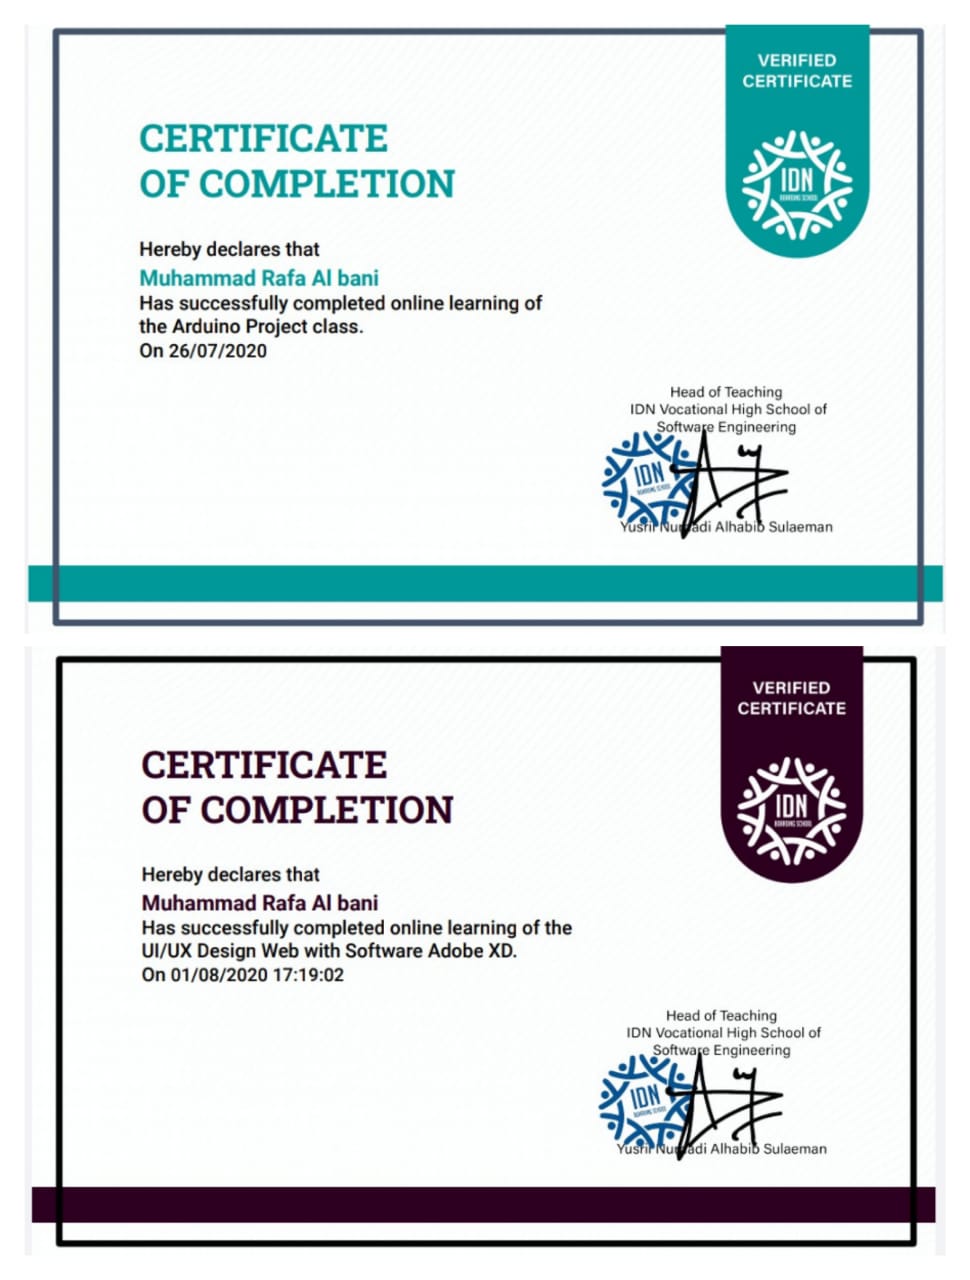 VERIFIED
CERTIFICATE
IDN
BOARDING SCHOOL
CERTIFICATE
OF COMPLETION
Hereby declares that
Muhammad Rafa Al bani
Has successfully completed online learning of
the Arduino Project class.
On 26/07/2020
Head of Teaching
IDN Vocational High School of
Software Engineering
IDN
BOARDING SCHOOL
Alhabib Sulaeman
VERIFIED
CERTIFICATE
IDN
BOARDING SCHOOL
CERTIFICATE
OF COMPLETION
Hereby declares that
Muhammad Rafa Al bani
Has successfully completed online learning of the
UI/UX Design Web with Software Adobe XD.
On 01/08/2020 17:19:02
Head of Teaching
IDN Vocational High School of
Software Engineering
IDN
BOARDING SCHOOL
Alhabib Sulaeman